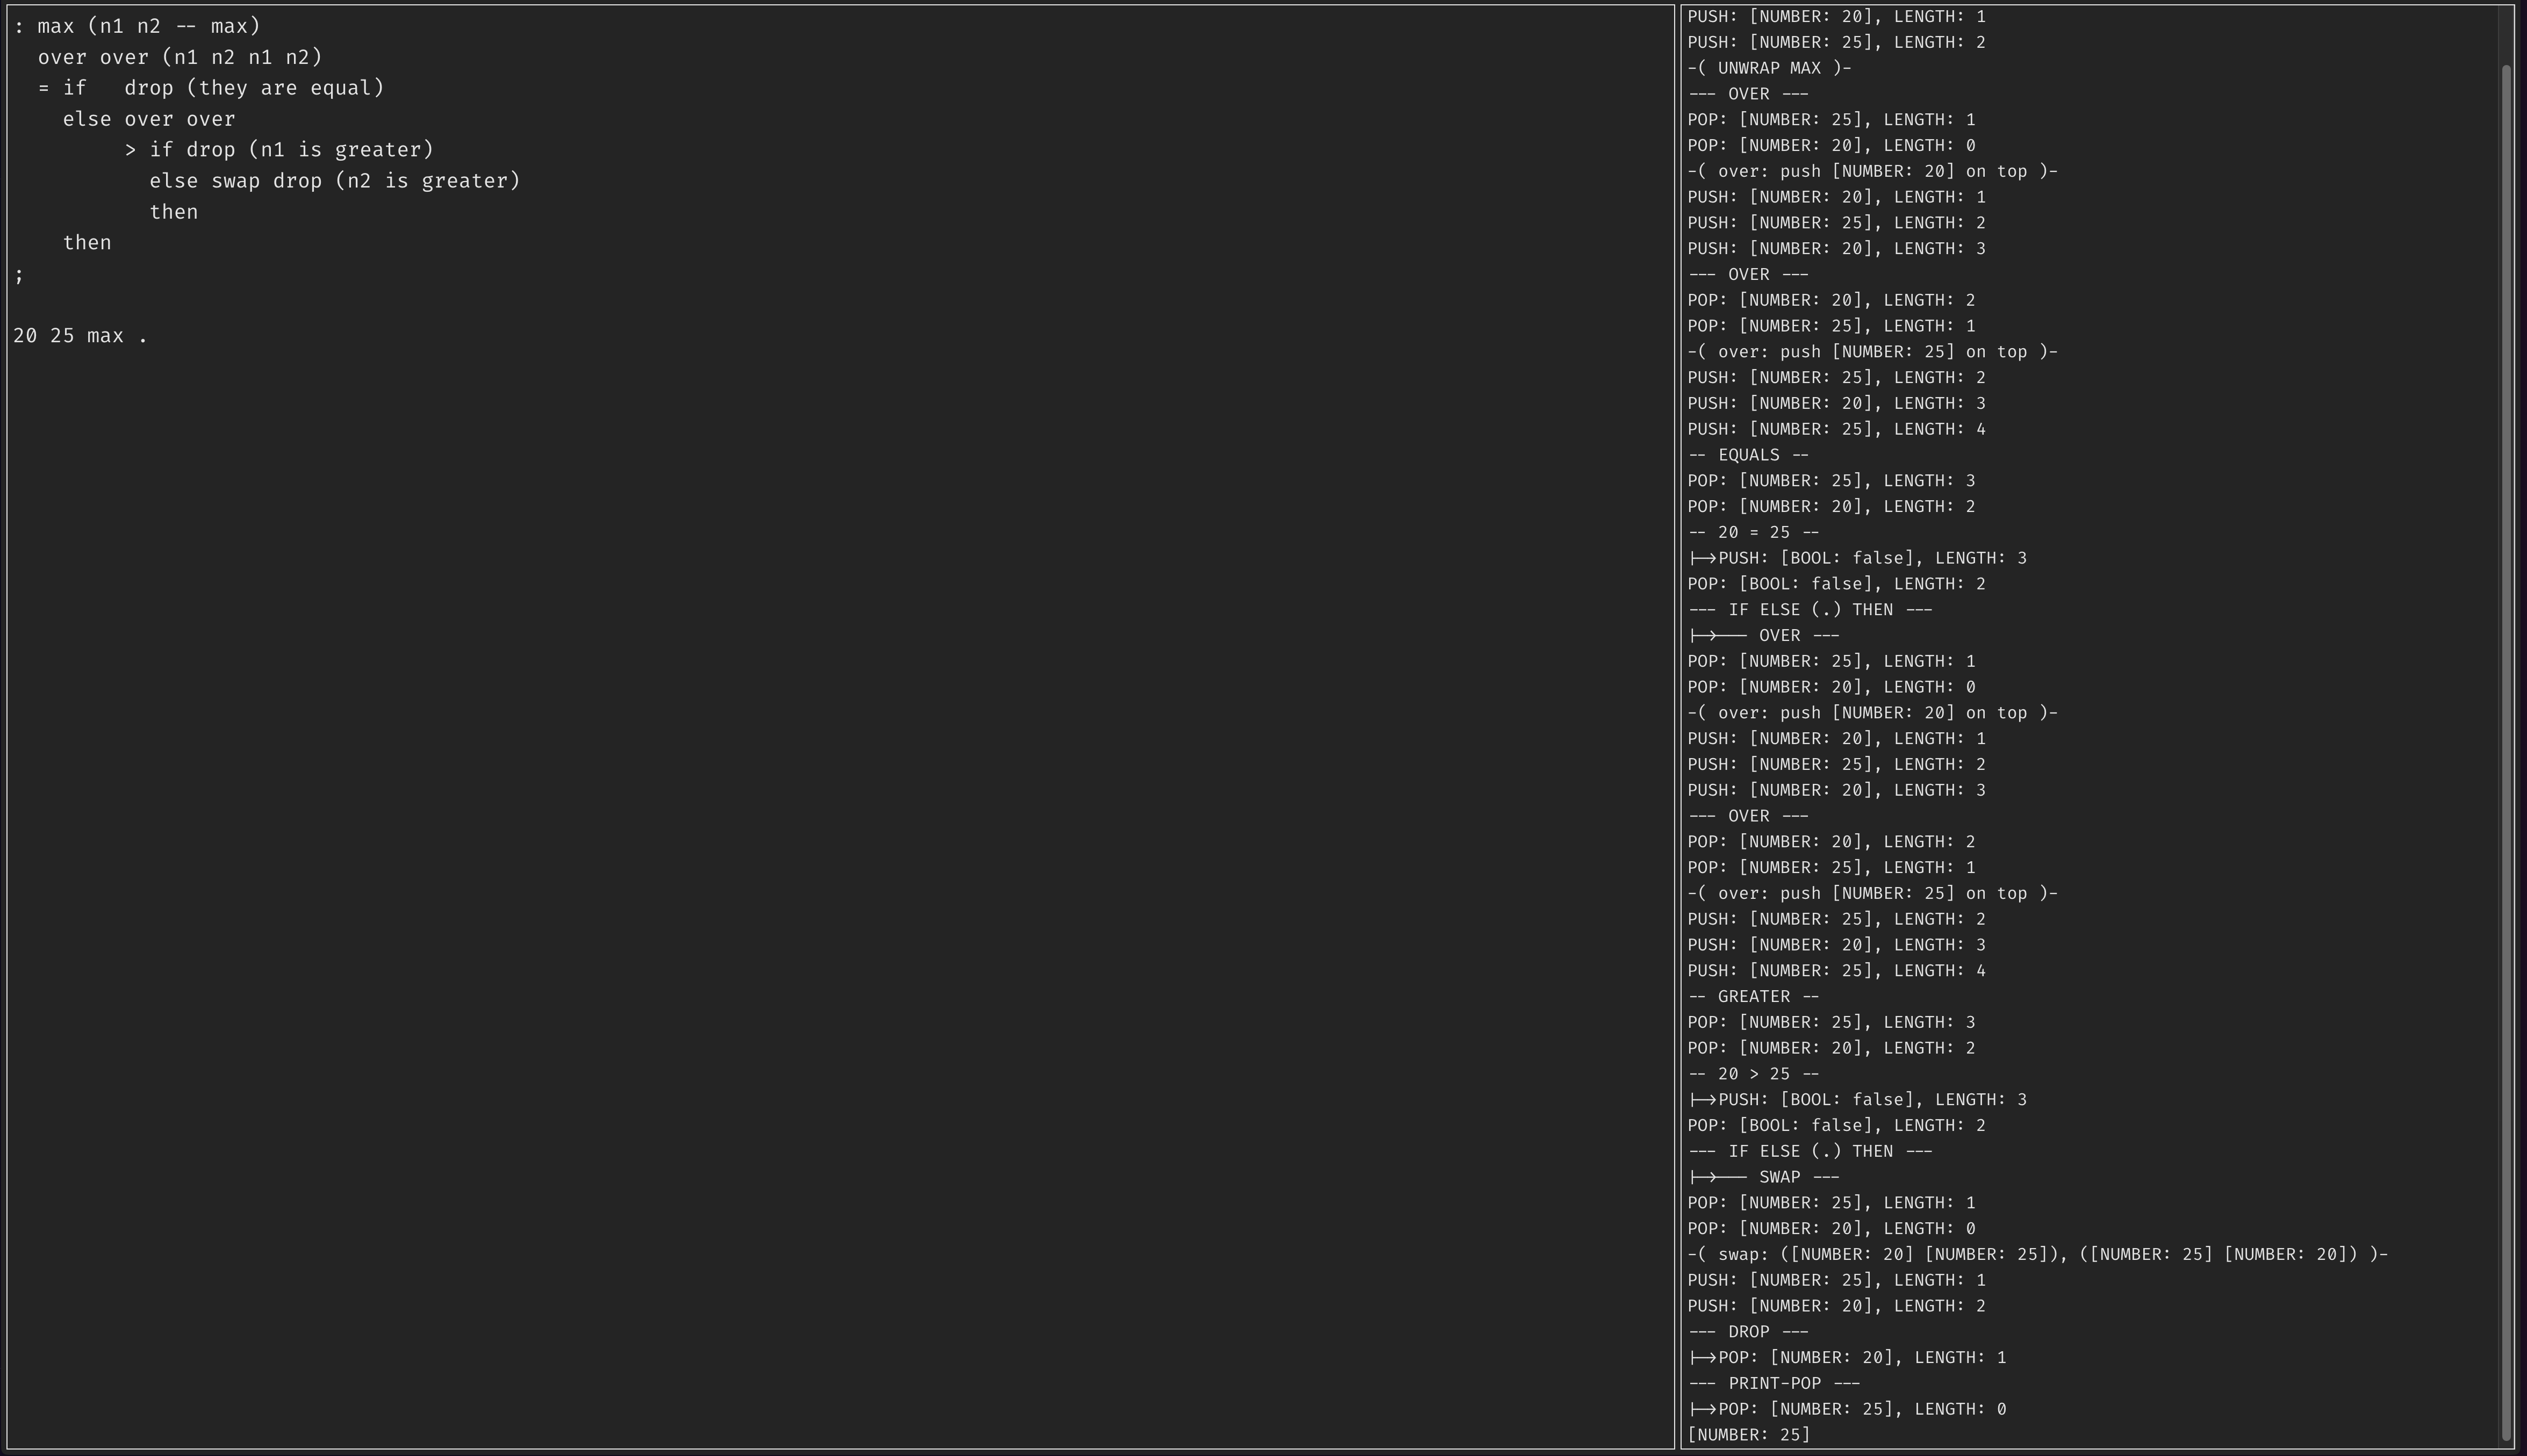 : max (n1 n2 -- max)
  over over (n1 n2 n1 n2)
  = if   drop (they are equal)
    else over over
         > if drop (n1 is greater)
           else swap drop (n2 is greater)
           then
    then
;

20 25 max .
PUSH: [NUMBER: 20], LENGTH: 1
PUSH: [NUMBER: 25], LENGTH: 2
-( UNWRAP MAX )-
--- OVER ---
POP: [NUMBER: 25], LENGTH: 1
POP: [NUMBER: 20], LENGTH: 0
-( over: push [NUMBER: 20] on top )-
PUSH: [NUMBER: 20], LENGTH: 1
PUSH: [NUMBER: 25], LENGTH: 2
PUSH: [NUMBER: 20], LENGTH: 3
--- OVER ---
POP: [NUMBER: 20], LENGTH: 2
POP: [NUMBER: 25], LENGTH: 1
-( over: push [NUMBER: 25] on top )-
PUSH: [NUMBER: 25], LENGTH: 2
PUSH: [NUMBER: 20], LENGTH: 3
PUSH: [NUMBER: 25], LENGTH: 4
-- EQUALS --
POP: [NUMBER: 25], LENGTH: 3
POP: [NUMBER: 20], LENGTH: 2
-- 20 = 25 --
|->PUSH: [BOOL: false], LENGTH: 3
POP: [BOOL: false], LENGTH: 2
--- IF ELSE (.) THEN ---
|->--- OVER ---
POP: [NUMBER: 25], LENGTH: 1
POP: [NUMBER: 20], LENGTH: 0
-( over: push [NUMBER: 20] on top )-
PUSH: [NUMBER: 20], LENGTH: 1
PUSH: [NUMBER: 25], LENGTH: 2
PUSH: [NUMBER: 20], LENGTH: 3
--- OVER ---
POP: [NUMBER: 20], LENGTH: 2
POP: [NUMBER: 25], LENGTH: 1
-( over: push [NUMBER: 25] on top )-
PUSH: [NUMBER: 25], LENGTH: 2
PUSH: [NUMBER: 20], LENGTH: 3
PUSH: [NUMBER: 25], LENGTH: 4
-- GREATER --
POP: [NUMBER: 25], LENGTH: 3
POP: [NUMBER: 20], LENGTH: 2
-- 20 > 25 --
|->PUSH: [BOOL: false], LENGTH: 3
POP: [BOOL: false], LENGTH: 2
--- IF ELSE (.) THEN ---
|->--- SWAP ---
POP: [NUMBER: 25], LENGTH: 1
POP: [NUMBER: 20], LENGTH: 0
-( swap: ([NUMBER: 20] [NUMBER: 25]), ([NUMBER: 25] [NUMBER: 20]) )-
PUSH: [NUMBER: 25], LENGTH: 1
PUSH: [NUMBER: 20], LENGTH: 2
--- DROP ---
|->POP: [NUMBER: 20], LENGTH: 1
--- PRINT-POP ---
|->POP: [NUMBER: 25], LENGTH: 0
[NUMBER: 25]